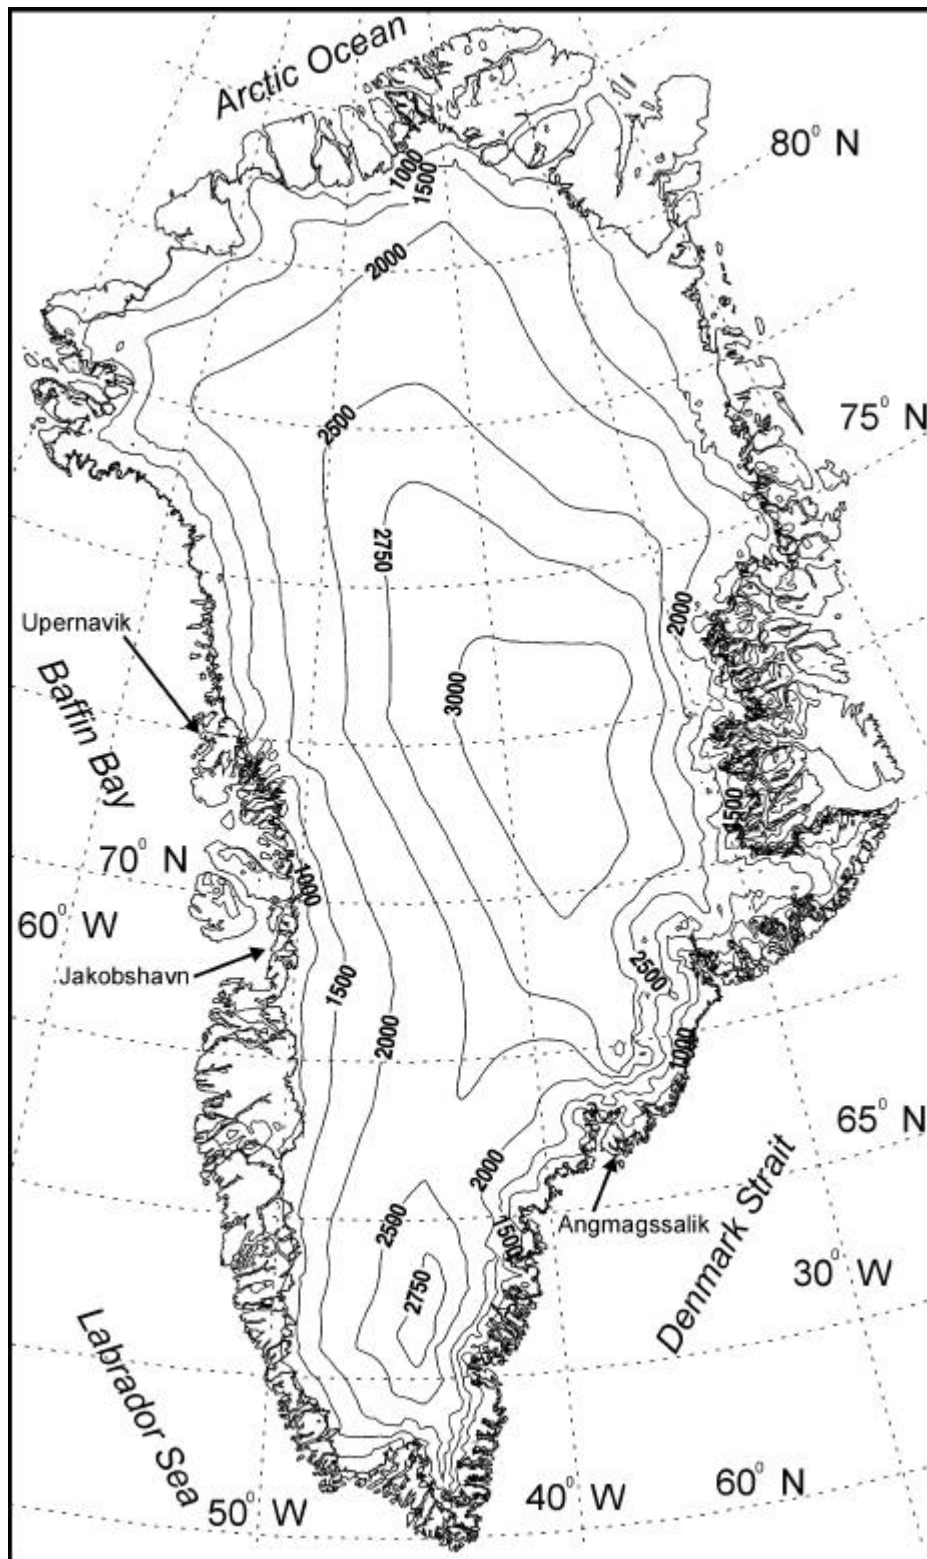 Arctic Ocean
80° N
1000
1500
2000
75° N
2500
2750
2000
Upernavik
3000
Baffin Bay
1500
70° N
1000
60° W
2500
Jakobshavn
1500
2000
1000
65° N
2000
Angmagssalik
2500
1500
Denmark Strait
30° W
2750
Labrador Sea
50° W
40° W
60° N